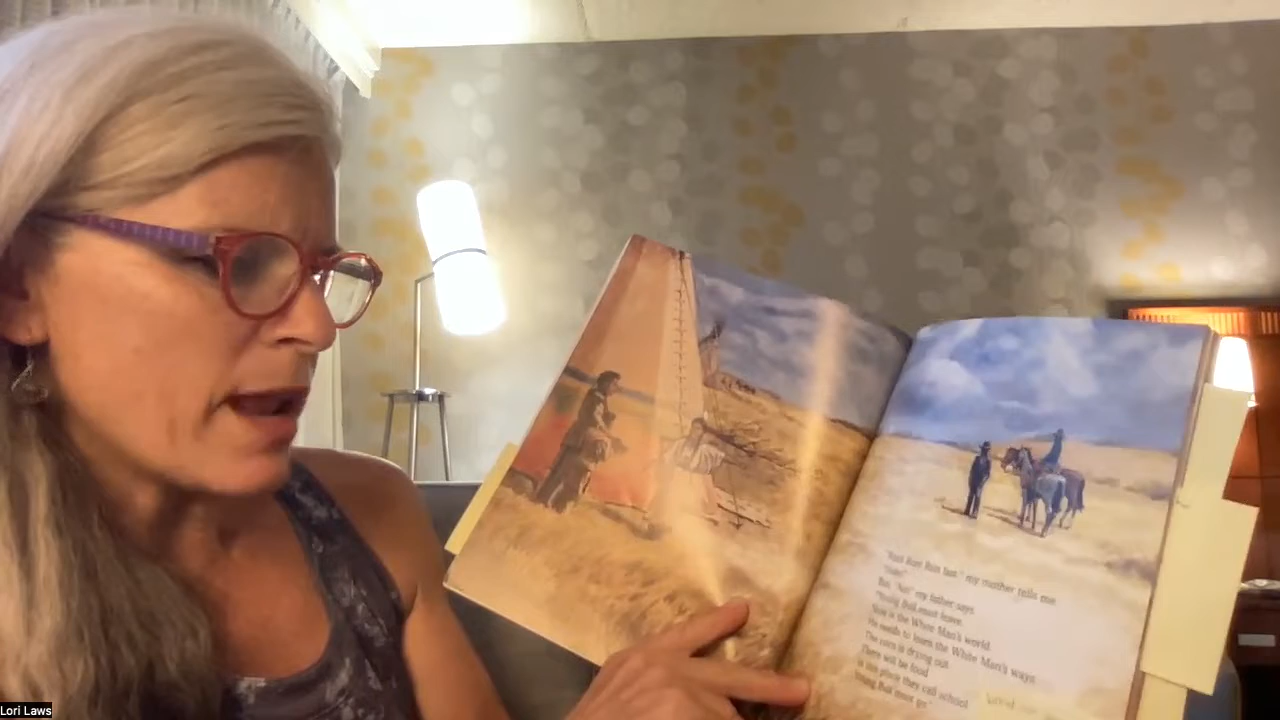 "Run! Run! Run fast," my mother tells me.
"Hide!"
But, "No!" my father says.
"Young Bull must leave.
Now is the White Man's world.
He needs to learn the White Man's ways.
The corn is drying out.
There will be food
in this place they call school.
Young Bull must go."
Lori Laws